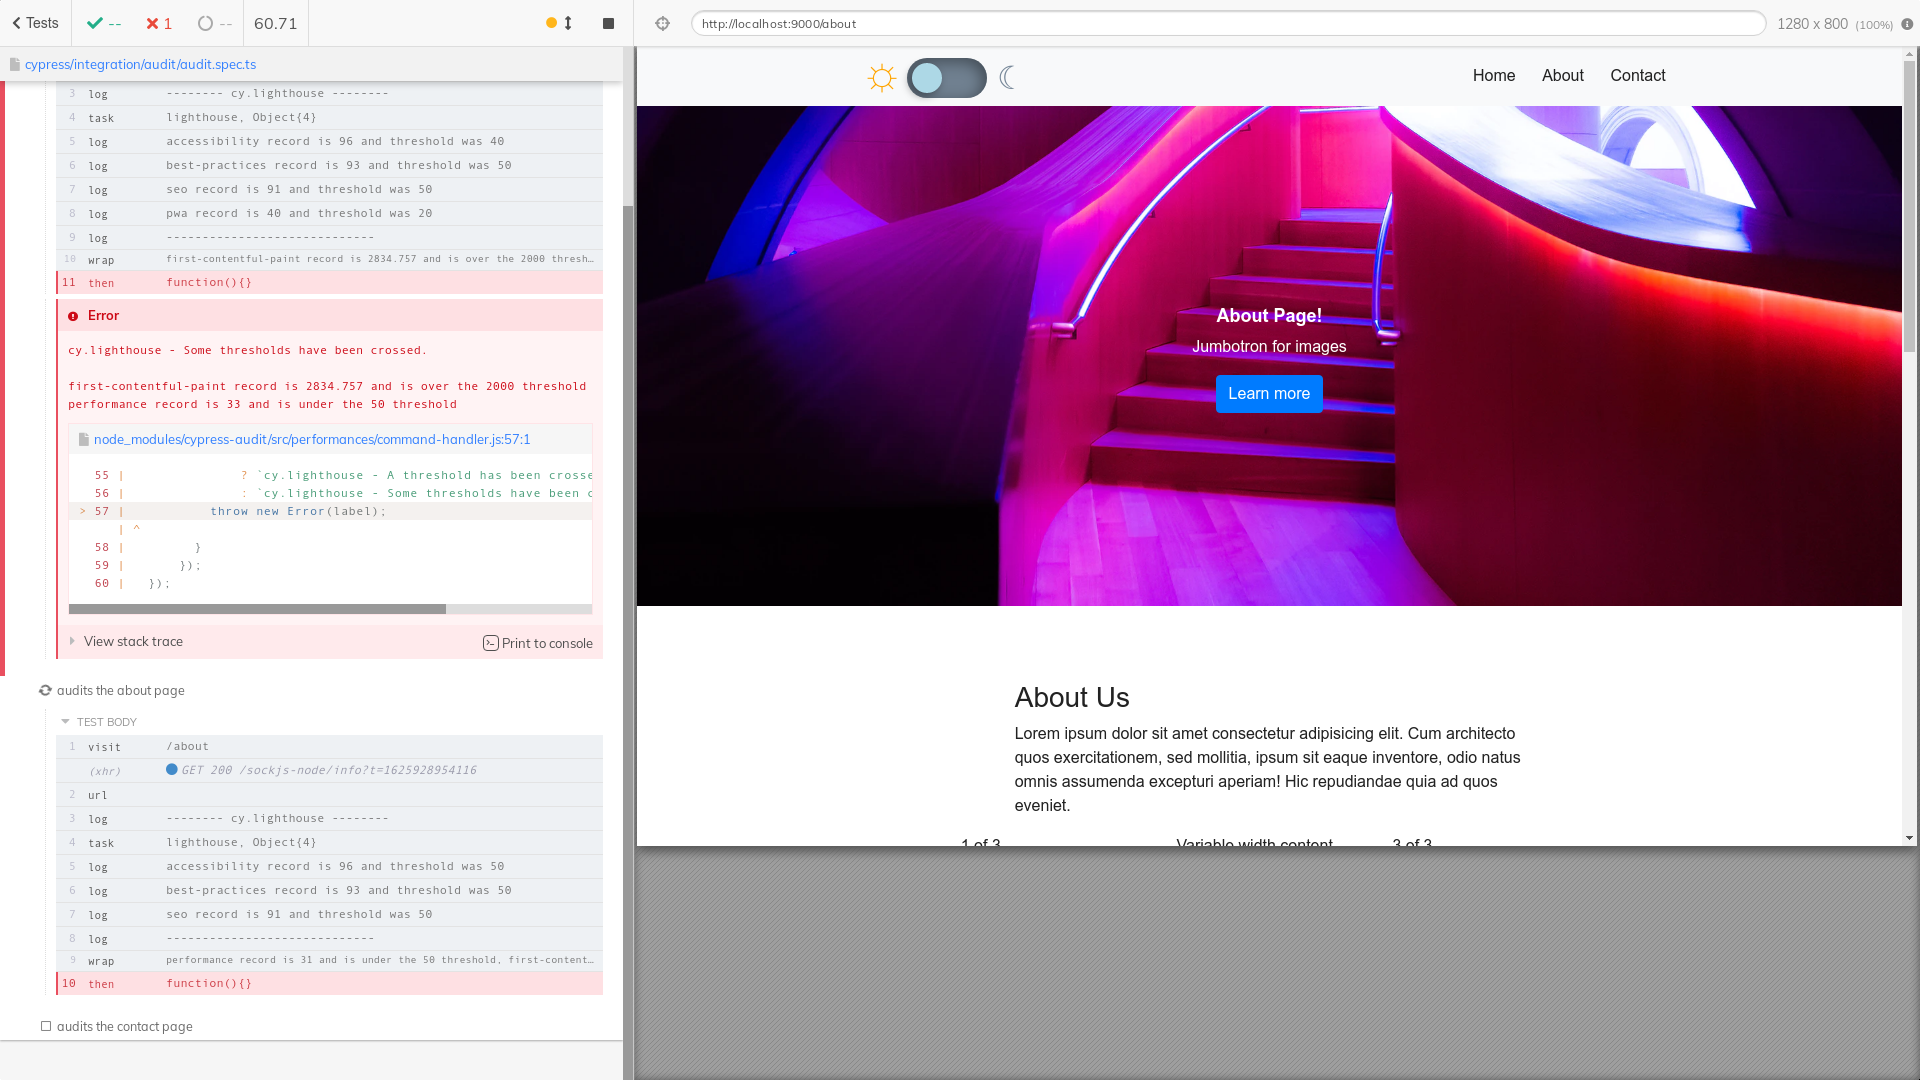 Tests
--
1
--
60.71
cypress/integration/audit/audit.spec.ts
3 log -------- cy.lighthouse --------
4 task lighthouse, Object{4}
5 log accessibility record is 96 and threshold was 40
6 log best-practices record is 93 and threshold was 50
7 log seo record is 91 and threshold was 50
8 log pwa record is 40 and threshold was 20
9 log -----------------------------
10 wrap first-contentful-paint record is 2834.757 and is over the 2000 thresh…
11 then function(){}
Error
cy.lighthouse - Some thresholds have been crossed.
first-contentful-paint record is 2834.757 and is over the 2000 threshold
performance record is 33 and is under the 50 threshold
node_modules/cypress-audit/src/performances/command-handler.js:57:1
55 | ? `cy.lighthouse - A threshold has been crosse
56 | : `cy.lighthouse - Some thresholds have been c
> 57 | throw new Error(label);
| ^
58 | }
59 | });
60 | });
View stack trace
Print to console
audits the about page
TEST BODY
1 visit /about
(xhr) GET 200 /sockjs-node/info?t=1625928954116
2 url
3 log -------- cy.lighthouse --------
4 task lighthouse, Object{4}
5 log accessibility record is 96 and threshold was 50
6 log best-practices record is 93 and threshold was 50
7 log seo record is 91 and threshold was 50
8 log -----------------------------
9 wrap performance record is 31 and is under the 50 threshold, first-content…
10 then function(){}
audits the contact page
http://localhost:9000/about
1280 x 800 (100%)
Home About Contact
About Page!
Jumbotron for images
Learn more
About Us
Lorem ipsum dolor sit amet consectetur adipisicing elit. Cum architecto
quos exercitationem, sed mollitia, ipsum sit eaque inventore, odio natus
omnis assumenda excepturi aperiam! Hic repudiandae quia ad quos
eveniet.
1 of 3 Variable width content 3 of 3